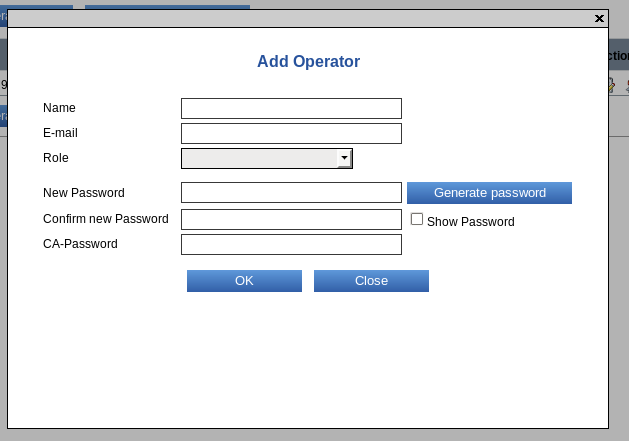 Add Operator
Name
E-mail
Role
New Password
Generate password
Confirm new Password
Show Password
CA-Password
OK
Close